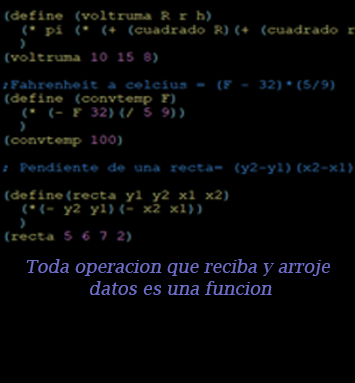 (define (voltruma R r h)
(* pi (* (+ (cuadrado R)(+ (cuadrado r
)
(voltruma 10 15 8)
;Fahrenheit a celcius = (F - 32)*(5/9)
(define (convtemp F)
(* (- F 32)(/ 5 9))
)
(convtemp 100)
; Pendiente de una recta= (y2-y1)(x2-x1)
(define(recta y1 y2 x1 x2)
(*(- y2 y1)(- x2 x1))
)
(recta 5 6 7 2)
Toda operacion que reciba y arroje
datos es una funcion